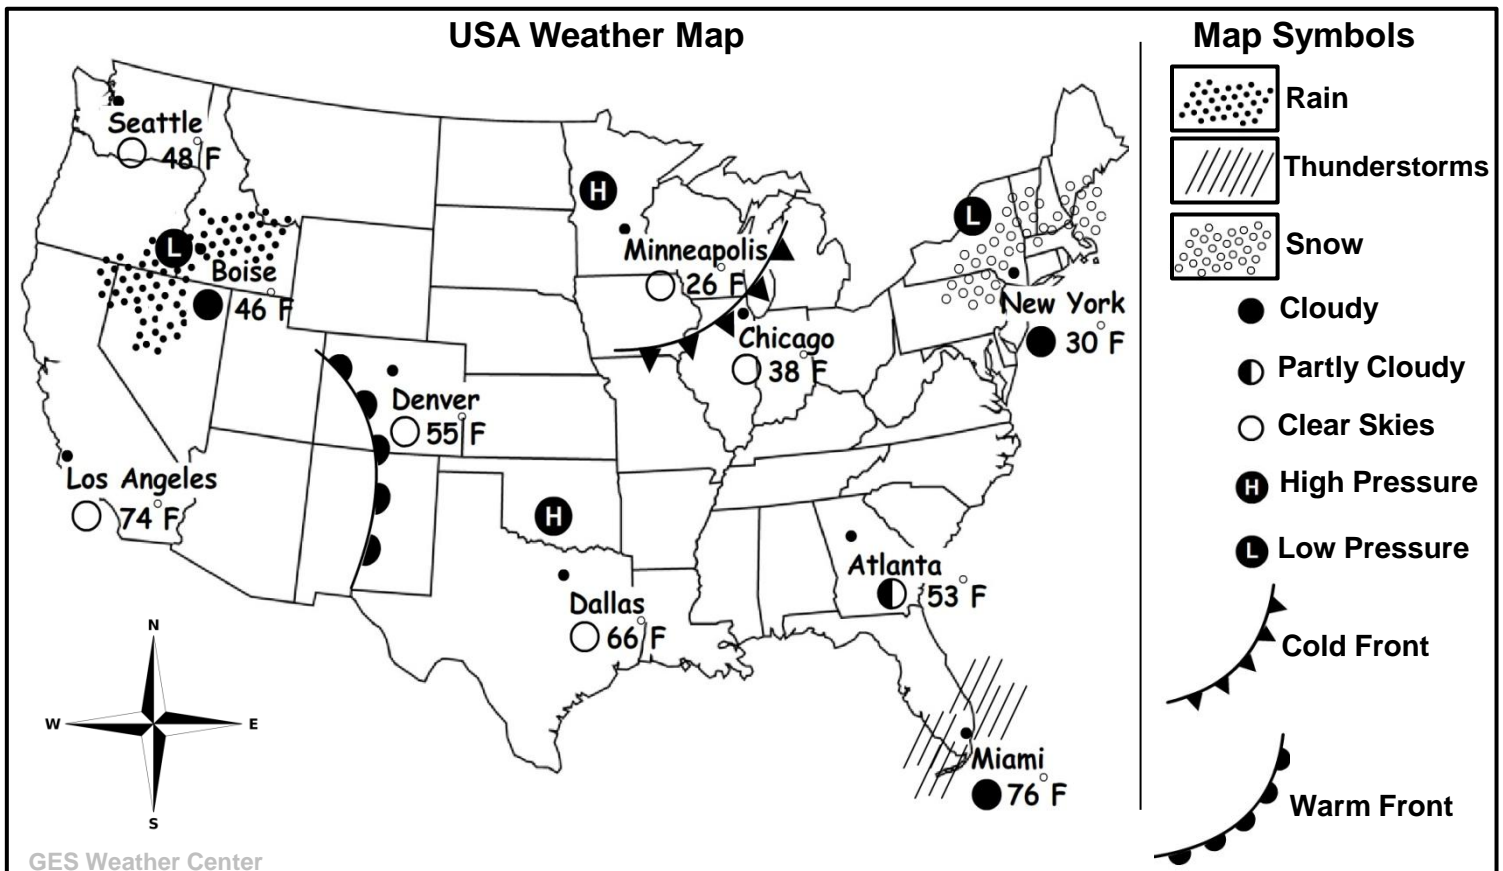 USA Weather Map
Seattle
48°F
L
Boise
46°F
H
Minneapolis
26°F
Chicago
38°F
L
New York
30°F
Denver
55°F
Los Angeles
74°F
H
Dallas
66°F
Atlanta
53°F
Miami
76°F
N
W
E
S
GES Weather Center
Map Symbols
Rain
Thunderstorms
Snow
Cloudy
Partly Cloudy
Clear Skies
H High Pressure
L Low Pressure
Cold Front
Warm Front